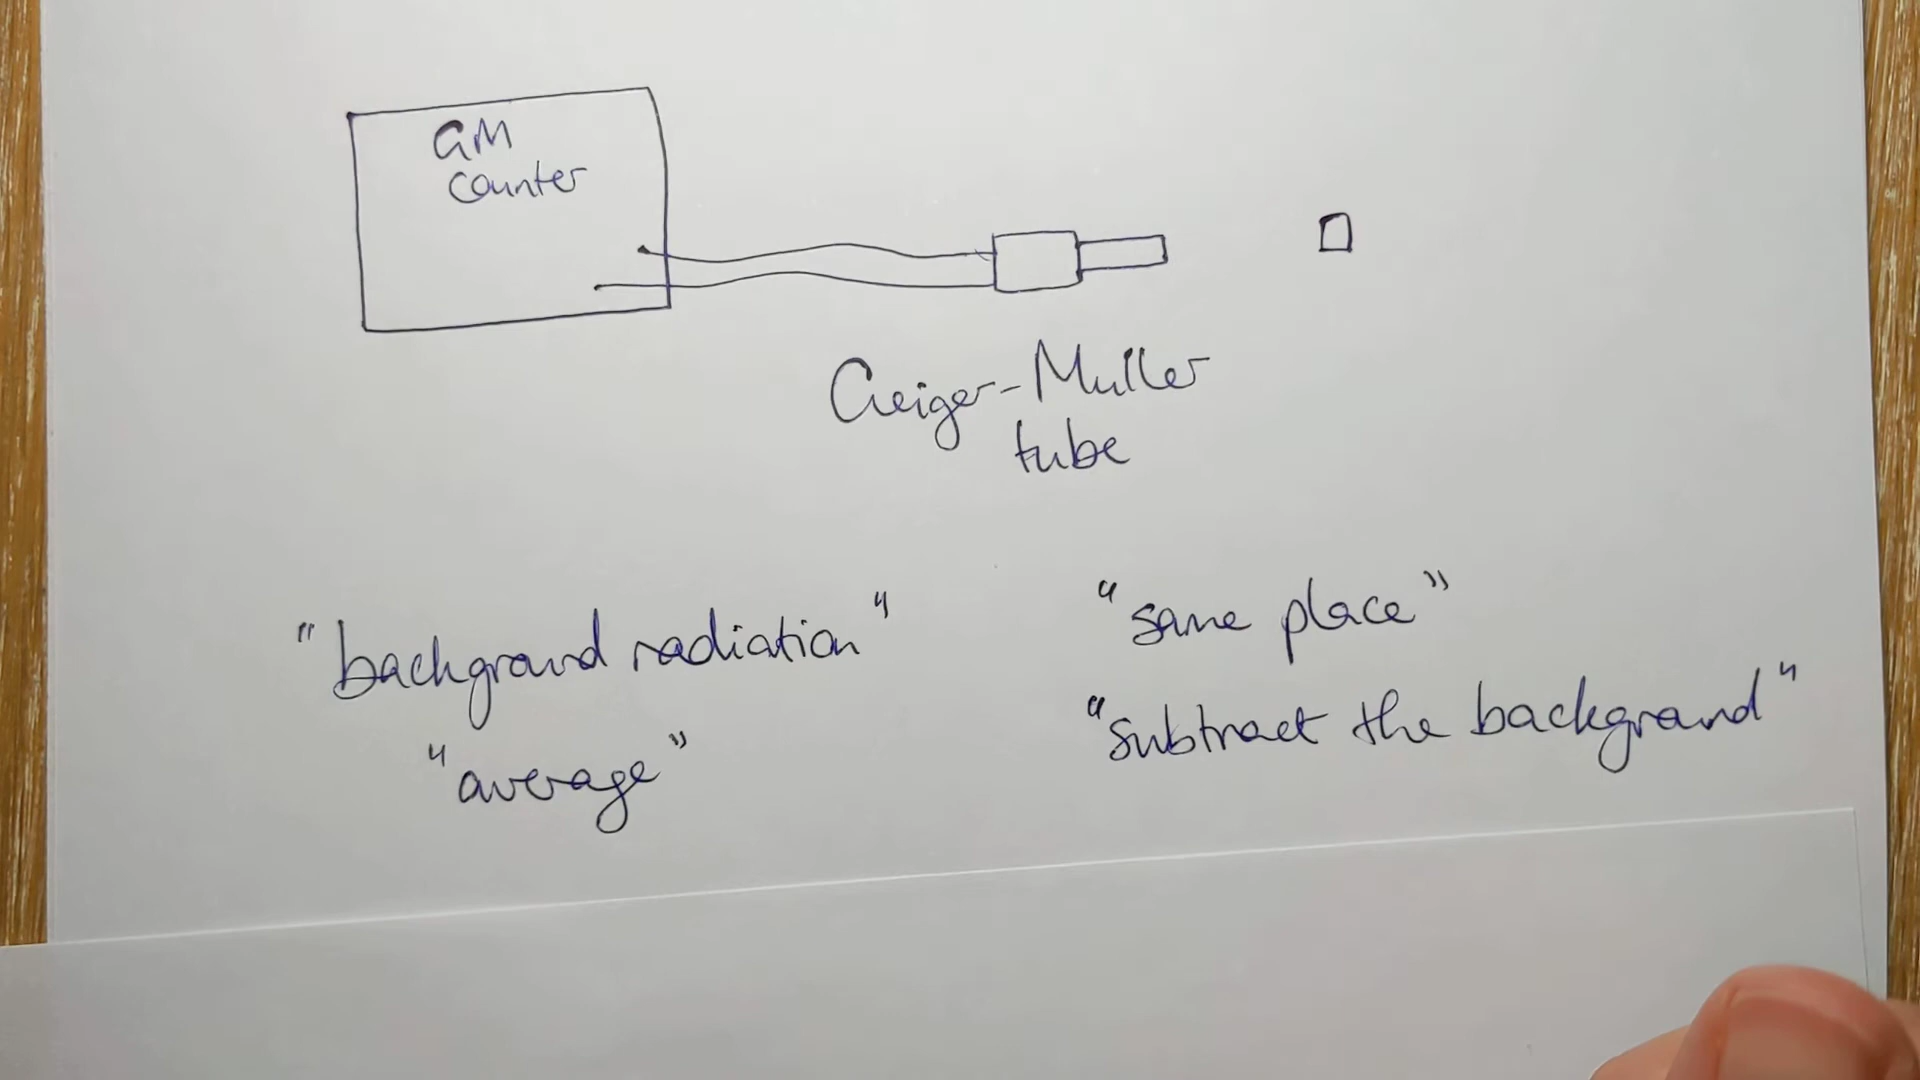 GM
counter
Geiger-Muller
tube
"background radiation"
"average"
"same place"
"subtract the background"